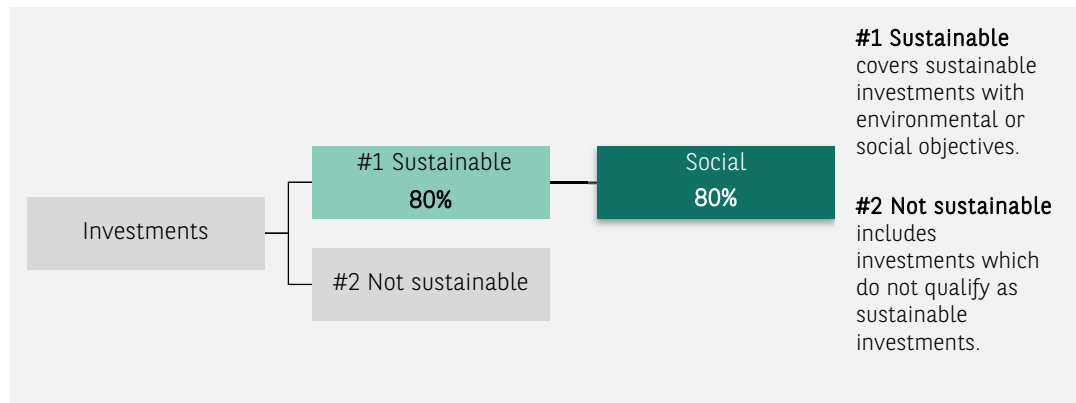 Investments
#1 Sustainable
80%
Social
80%
#2 Not sustainable
#1 Sustainable
covers sustainable
investments with
environmental or
social objectives.
#2 Not sustainable
includes
investments which
do not qualify as
sustainable
investments.